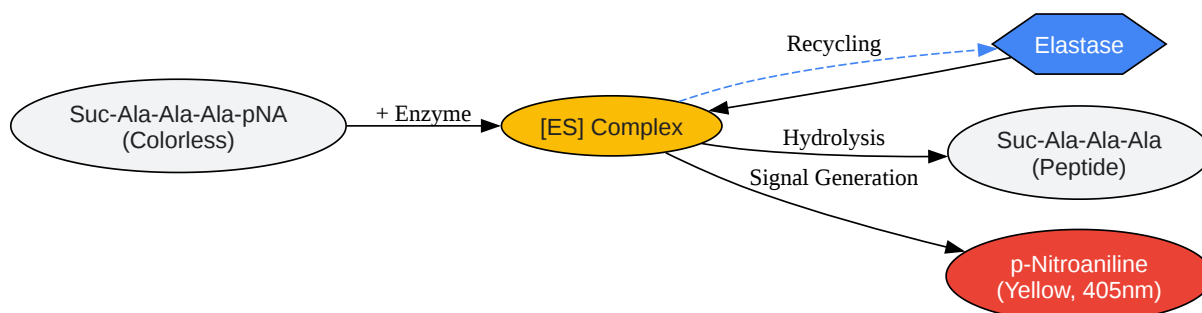 Suc-Ala-Ala-Ala-pNA
(Colorless)
+ Enzyme
[ES] Complex
Recycling
Elastase
Hydrolysis
Suc-Ala-Ala-Ala
(Peptide)
Signal Generation
p-Nitroaniline
(Yellow, 405nm)